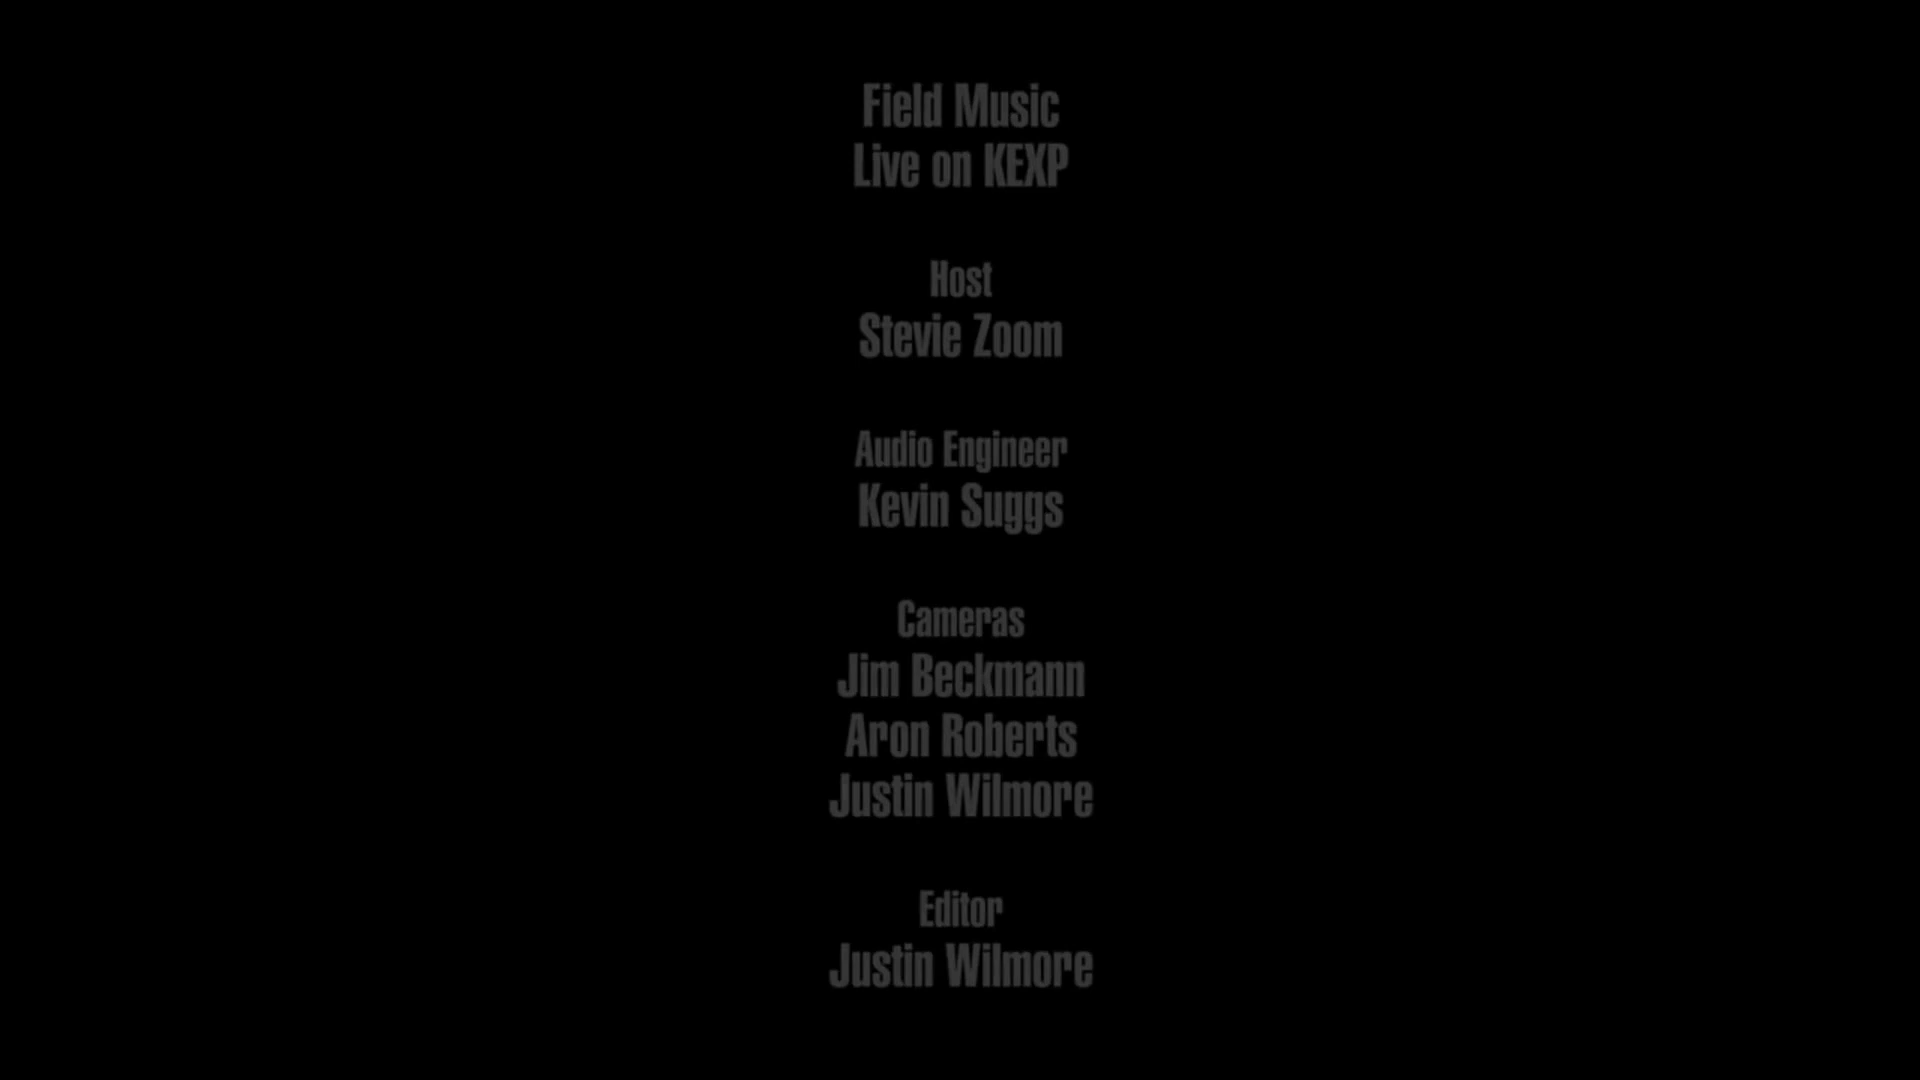 Field Music
Live on KEXP
Host
Stevie Zoom
Audio Engineer
Kevin Suggs
Cameras
Jim Beckmann
Aron Roberts
Justin Wilmore
Editor
Justin Wilmore